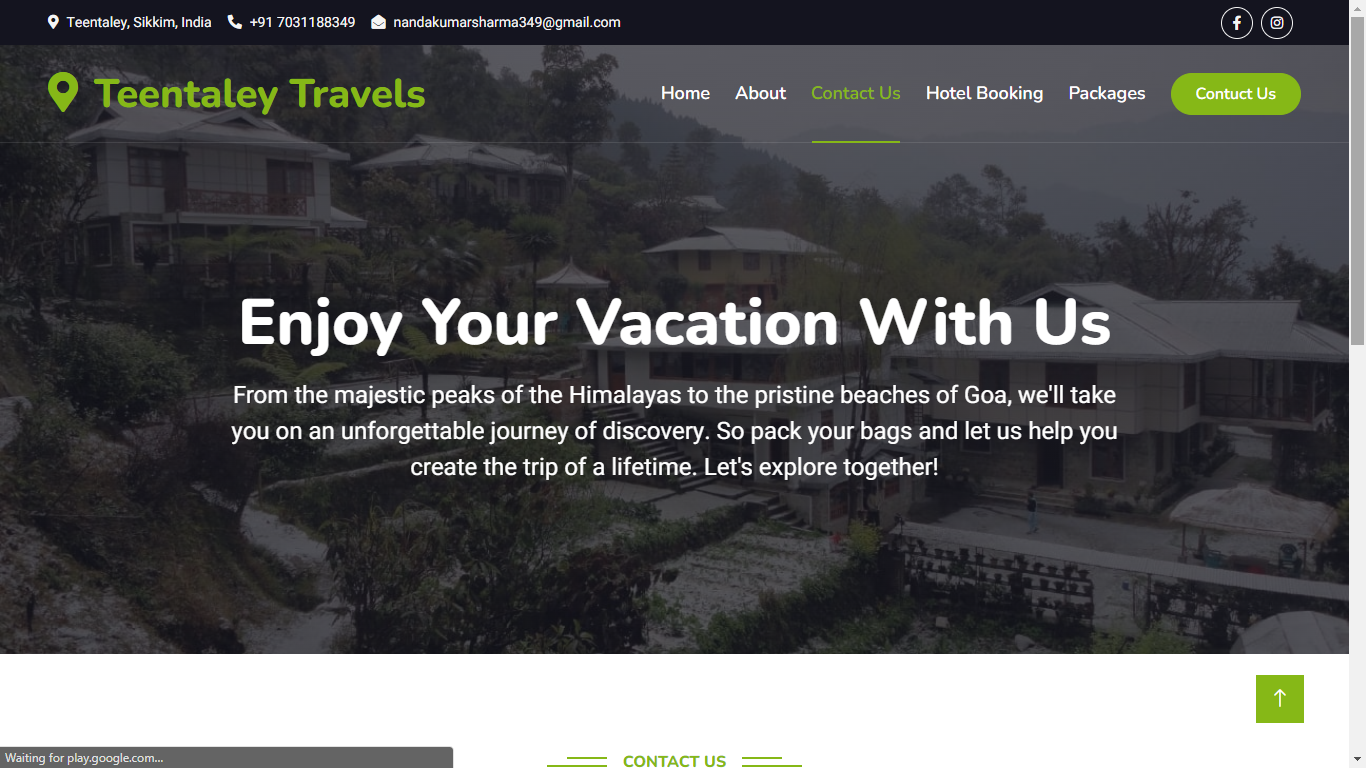 Teentaley, Sikkim, India +91 7031188349 nandakumarsharma349@gmail.com
Teentaley Travels
Home About Contact Us Hotel Booking Packages Contuct Us
Enjoy Your Vacation With Us
From the majestic peaks of the Himalayas to the pristine beaches of Goa, we'll take
you on an unforgettable journey of discovery. So pack your bags and let us help you
create the trip of a lifetime. Let's explore together!
CONTACT US
Waiting for play.google.com...